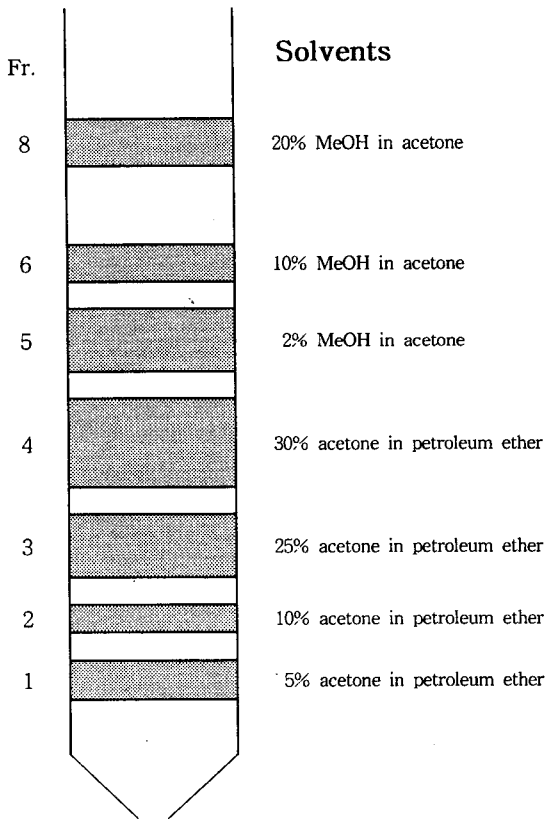 Solvents
Fr.
8 20% MeOH in acetone
6 10% MeOH in acetone
5 2% MeOH in acetone
4 30% acetone in petroleum ether
3 25% acetone in petroleum ether
2 10% acetone in petroleum ether
1 5% acetone in petroleum ether